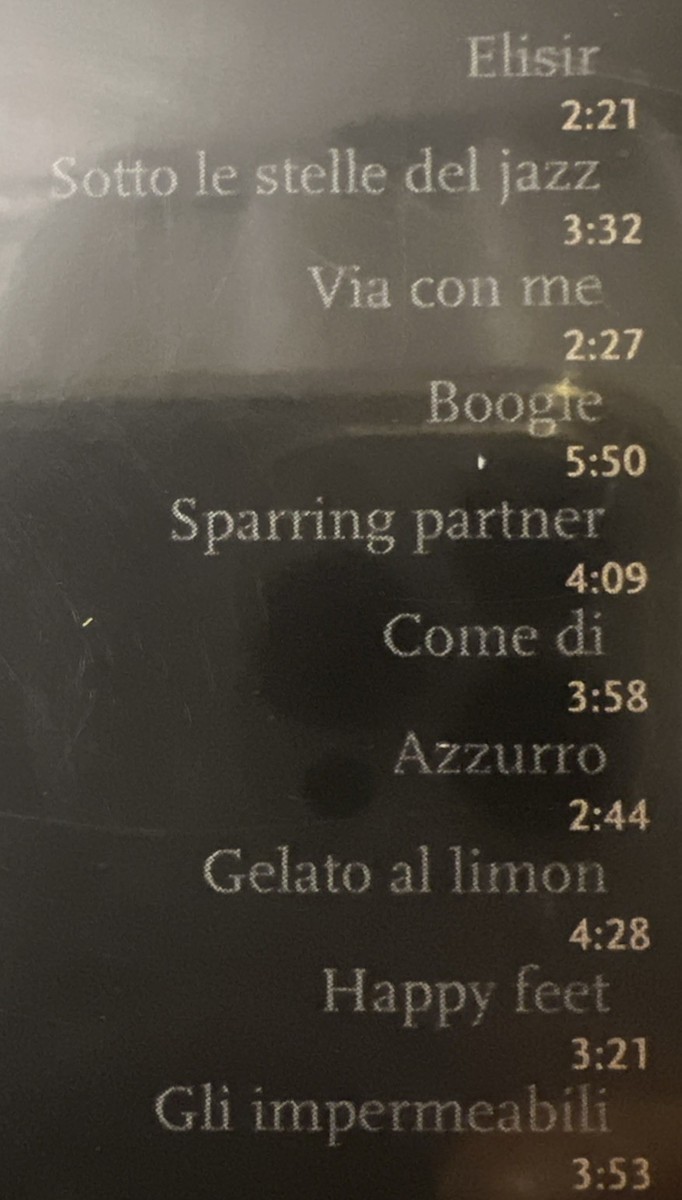 Elisir
2:21
Sotto le stelle del jazz
3:32
Via con me
2:27
Boogie
5:50
Sparring partner
4:09
Come di
3:58
Azzurro
2:44
Gelato al limon
4:28
Happy feet
3:21
Gli impermeabili
3:53